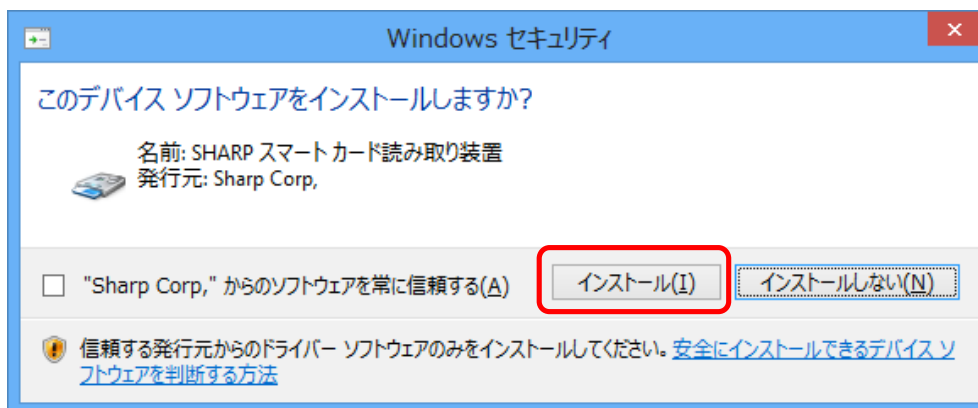 Windows セキュリティ
このデバイス ソフトウェアをインストールしますか?
名前: SHARP スマート カード読み取り装置
発行元: Sharp Corp,
"Sharp Corp," からのソフトウェアを常に信頼する(A)
インストール(I)
インストールしない(N)
信頼する発行元からのドライバー ソフトウェアのみをインストールしてください。安全にインストールできるデバイス ソ
フトウェアを判断する方法